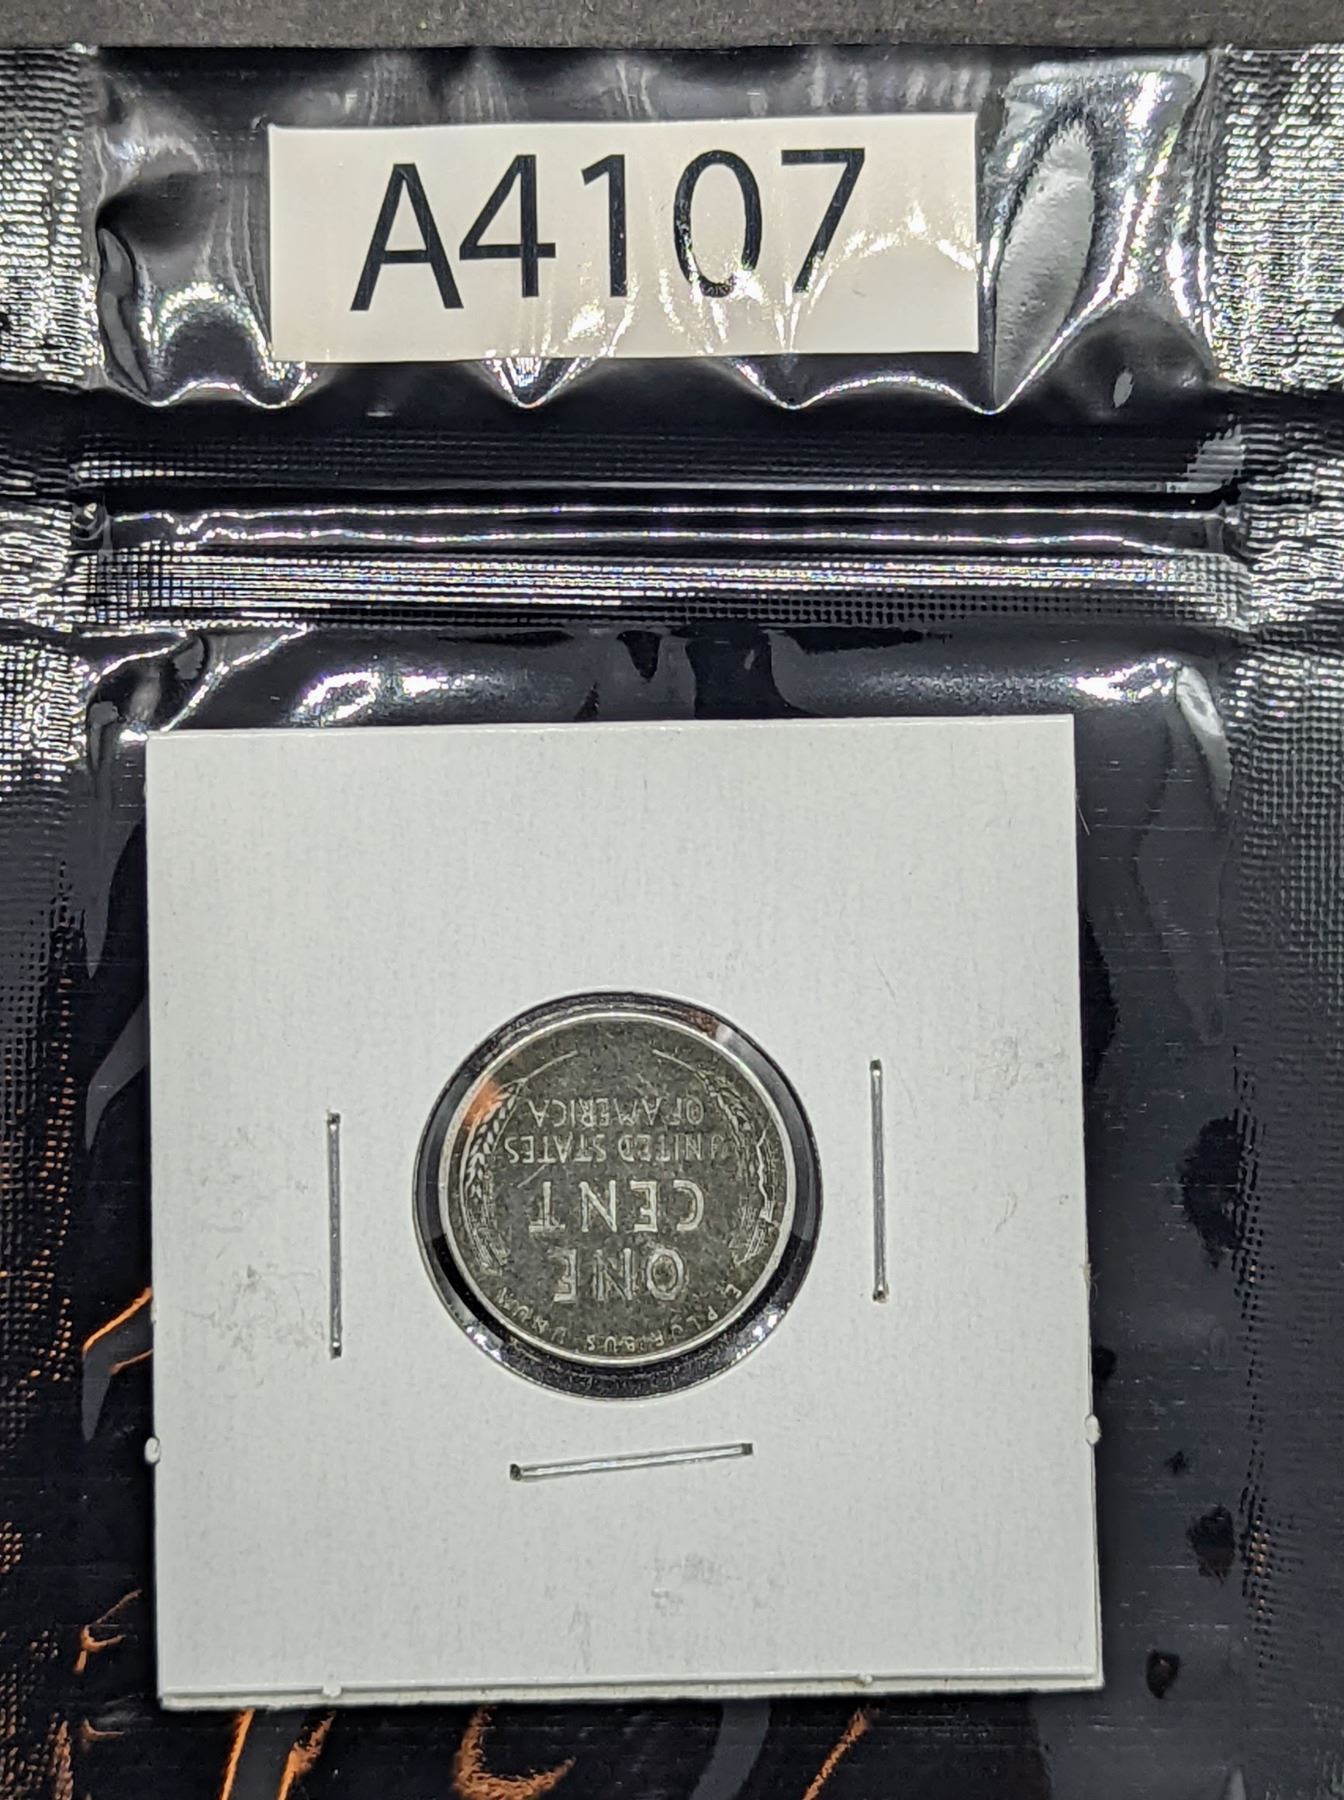 A4107
E PLURIBUS UNUM
ONE
CENT
UNITED STATES
OF AMERICA